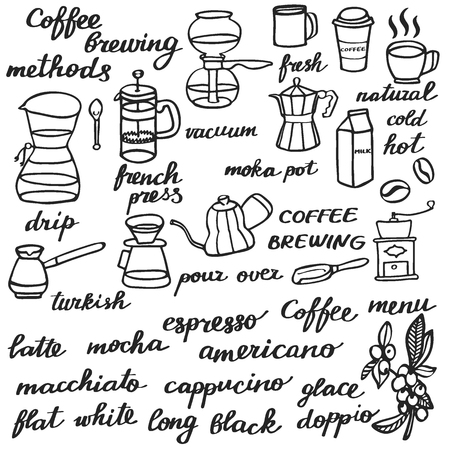 Coffee
brewing
methods
COFFEE
fresh
natural
cold
hot
vacuum
MILK
moka pot
french
press
drip
COFFEE
BREWING
pour over
turkish
espresso
Coffee menu
latte mocha
americano
macchiato cappucino glace
flat white long black doppio